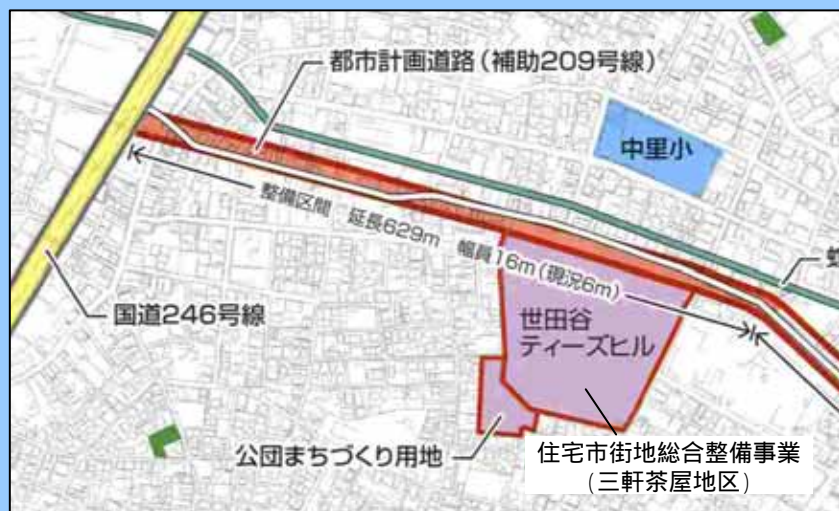 都市計画道路(補助209号線)
中里小
整備区間 延長629m 幅員16m(現況6m)
国道246号線
世田谷
ティーズヒル
公団まちづくり用地
住宅市街地総合整備事業
(三軒茶屋地区)